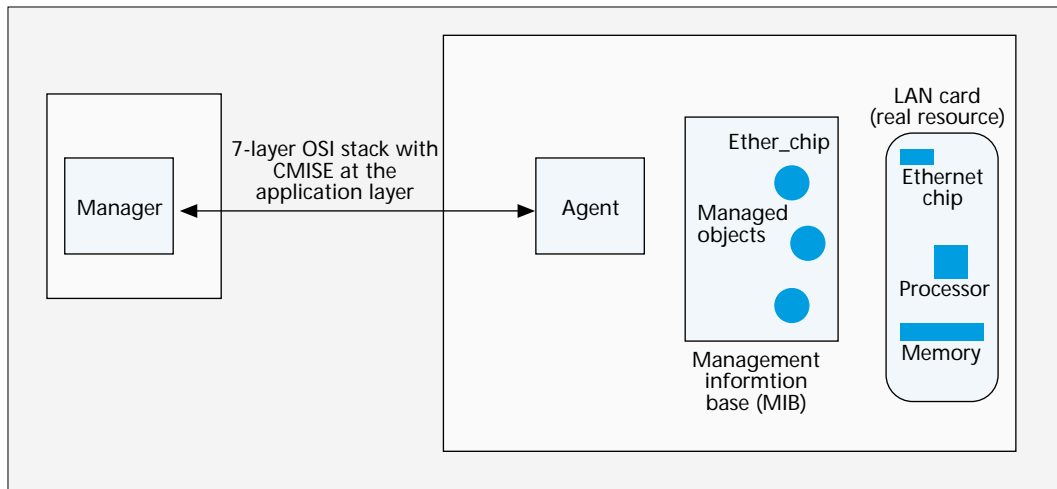 Manager
7-layer OSI stack with
CMISE at the
application layer
Agent
Ether_chip
Managed
objects
Management
informtion
base (MIB)
LAN card
(real resource)
Ethernet
chip
Processor
Memory